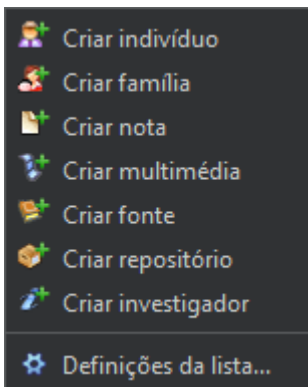 Criar indivíduo
Criar família
Criar nota
Criar multimédia
Criar fonte
Criar repositório
Criar investigador
Definições da lista...